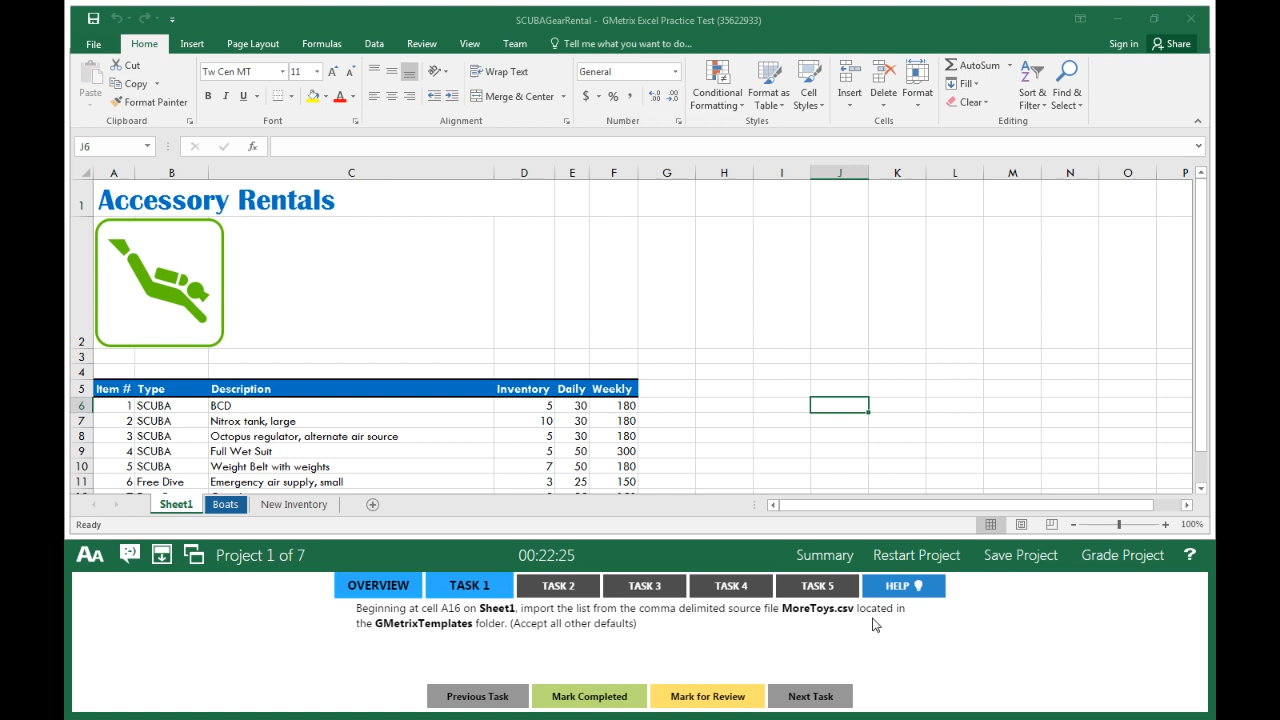 SCUBAGearRental - GMetrix Excel Practice Test (35622933)
File Home Insert Page Layout Formulas Data Review View Team Tell me what you want to do... Sign in Share
Paste Cut Copy Format Painter
Tw Cen MT 11
B I U A
Wrap Text
Merge & Center
General
$ % ,
Conditional Formatting Format as Table Cell Styles
Insert Delete Format
AutoSum Fill Clear
Sort & Filter Find & Select
Clipboard Font Alignment Number Styles Cells Editing
J6 fx
A B C D E F G H I J K L M N O P
1 Accessory Rentals
2
3
4
5 Item # Type Description Inventory Daily Weekly
6 1 SCUBA BCD 5 30 180
7 2 SCUBA Nitrox tank, large 10 30 180
8 3 SCUBA Octopus regulator, alternate air source 5 30 180
9 4 SCUBA Full Wet Suit 5 50 300
10 5 SCUBA Weight Belt with weights 7 50 180
11 6 Free Dive Emergency air supply, small 3 25 150
Sheet1 Boats New Inventory
Ready 100%
AA Project 1 of 7 00:22:25 Summary Restart Project Save Project Grade Project ?
OVERVIEW TASK 1 TASK 2 TASK 3 TASK 4 TASK 5 HELP
Beginning at cell A16 on Sheet1, import the list from the comma delimited source file MoreToys.csv located in
the GMetrixTemplates folder. (Accept all other defaults)
Previous Task Mark Completed Mark for Review Next Task